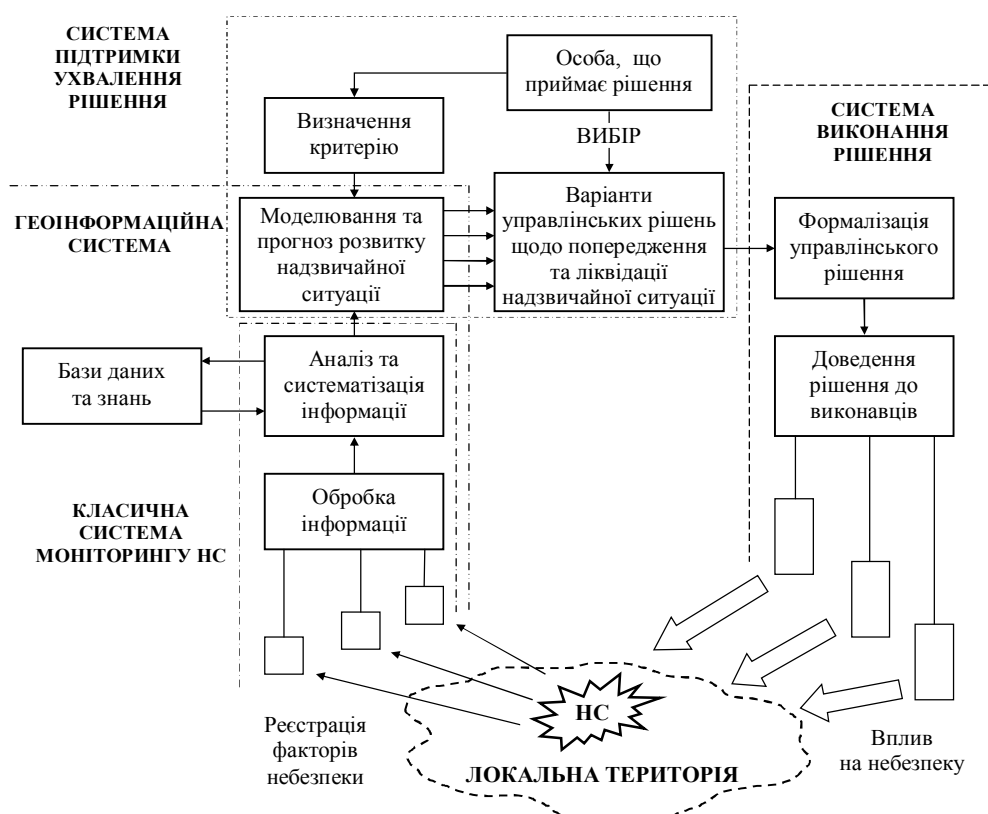 СИСТЕМА
ПІДТРИМКИ
УХВАЛЕННЯ
РІШЕННЯ
Особа, що
приймає рішення
Визначення
критерію
ВИБІР
СИСТЕМА
ВИКОНАННЯ
РІШЕННЯ
ГЕОІНФОРМАЦІЙНА
СИСТЕМА
Моделювання та
прогноз розвитку
надзвичайної
ситуації
Варіанти
управлінських рішень
щодо попередження
та ліквідації
надзвичайної ситуації
Формалізація
управлінського
рішення
Бази даних
та знань
Аналіз та
систематізація
інформації
Доведення
рішення до
виконавців
КЛАСИЧНА
СИСТЕМА
МОНІТОРИНГУ НС
Обробка
інформації
Реєстрація
факторів
небезпеки
НС
ЛОКАЛЬНА ТЕРИТОРІЯ
Вплив
на небезпеку